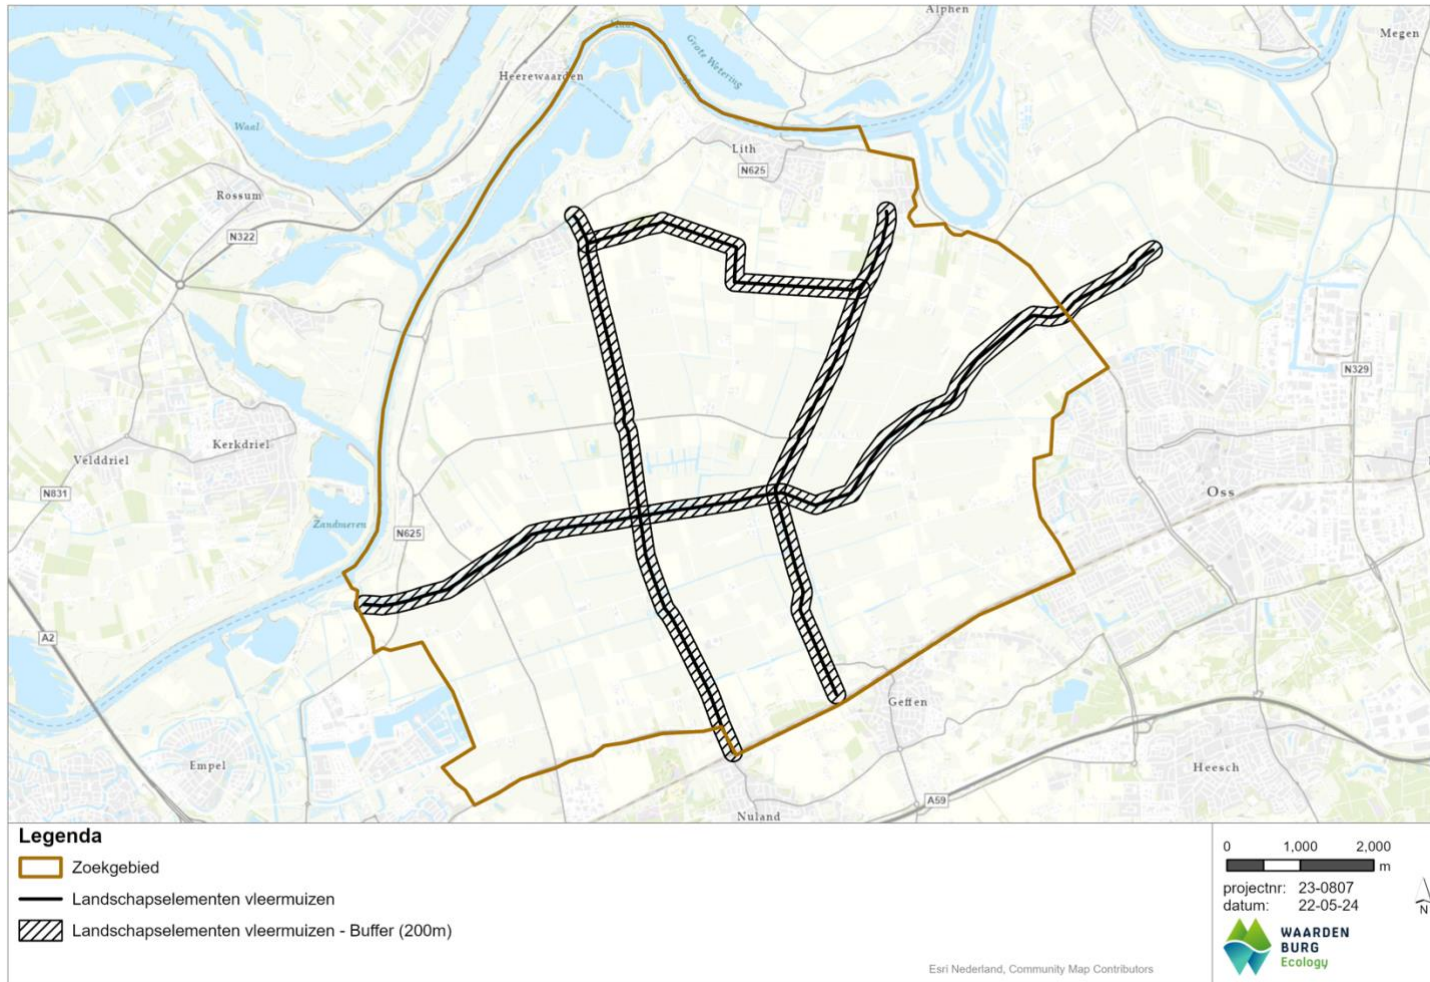 Alphen
Megen
Maas
Grote Wetering
Heerewaarden
Waal
Lith
N625
Rossum
N322
N329
Kerkdriel
Velddriel
N831
Oss
Zandmeren
N625
A2
Geffen
Empel
Heesch
A59
Nuland
Legenda
Zoekgebied
Landschapselementen vleermuizen
Landschapselementen vleermuizen - Buffer (200m)
0 1,000 2,000
m
projectnr: 23-0807
datum: 22-05-24
N
WAARDEN
BURG
Ecology
Esri Nederland, Community Map Contributors